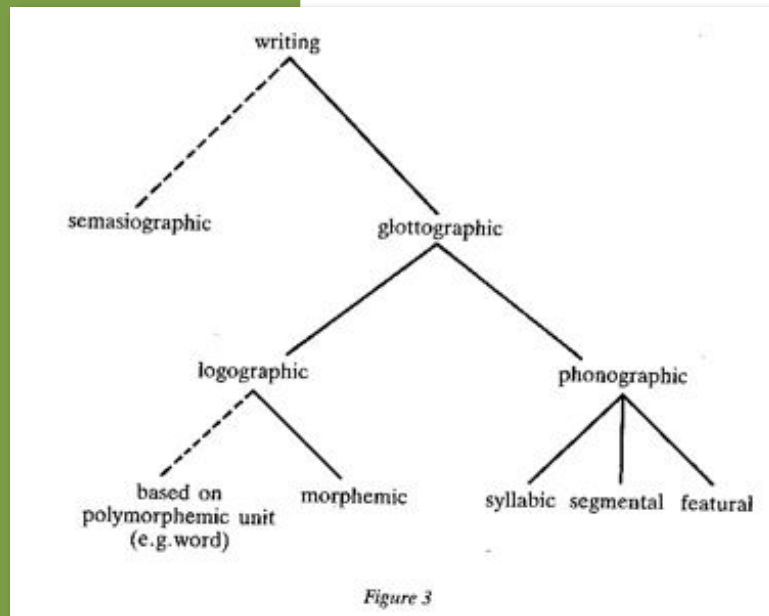 writing
semasiographic
glottographic
logographic
phonographic
based on
polymorphemic unit
(e.g.word)
morphemic
syllabic segmental featural
Figure 3